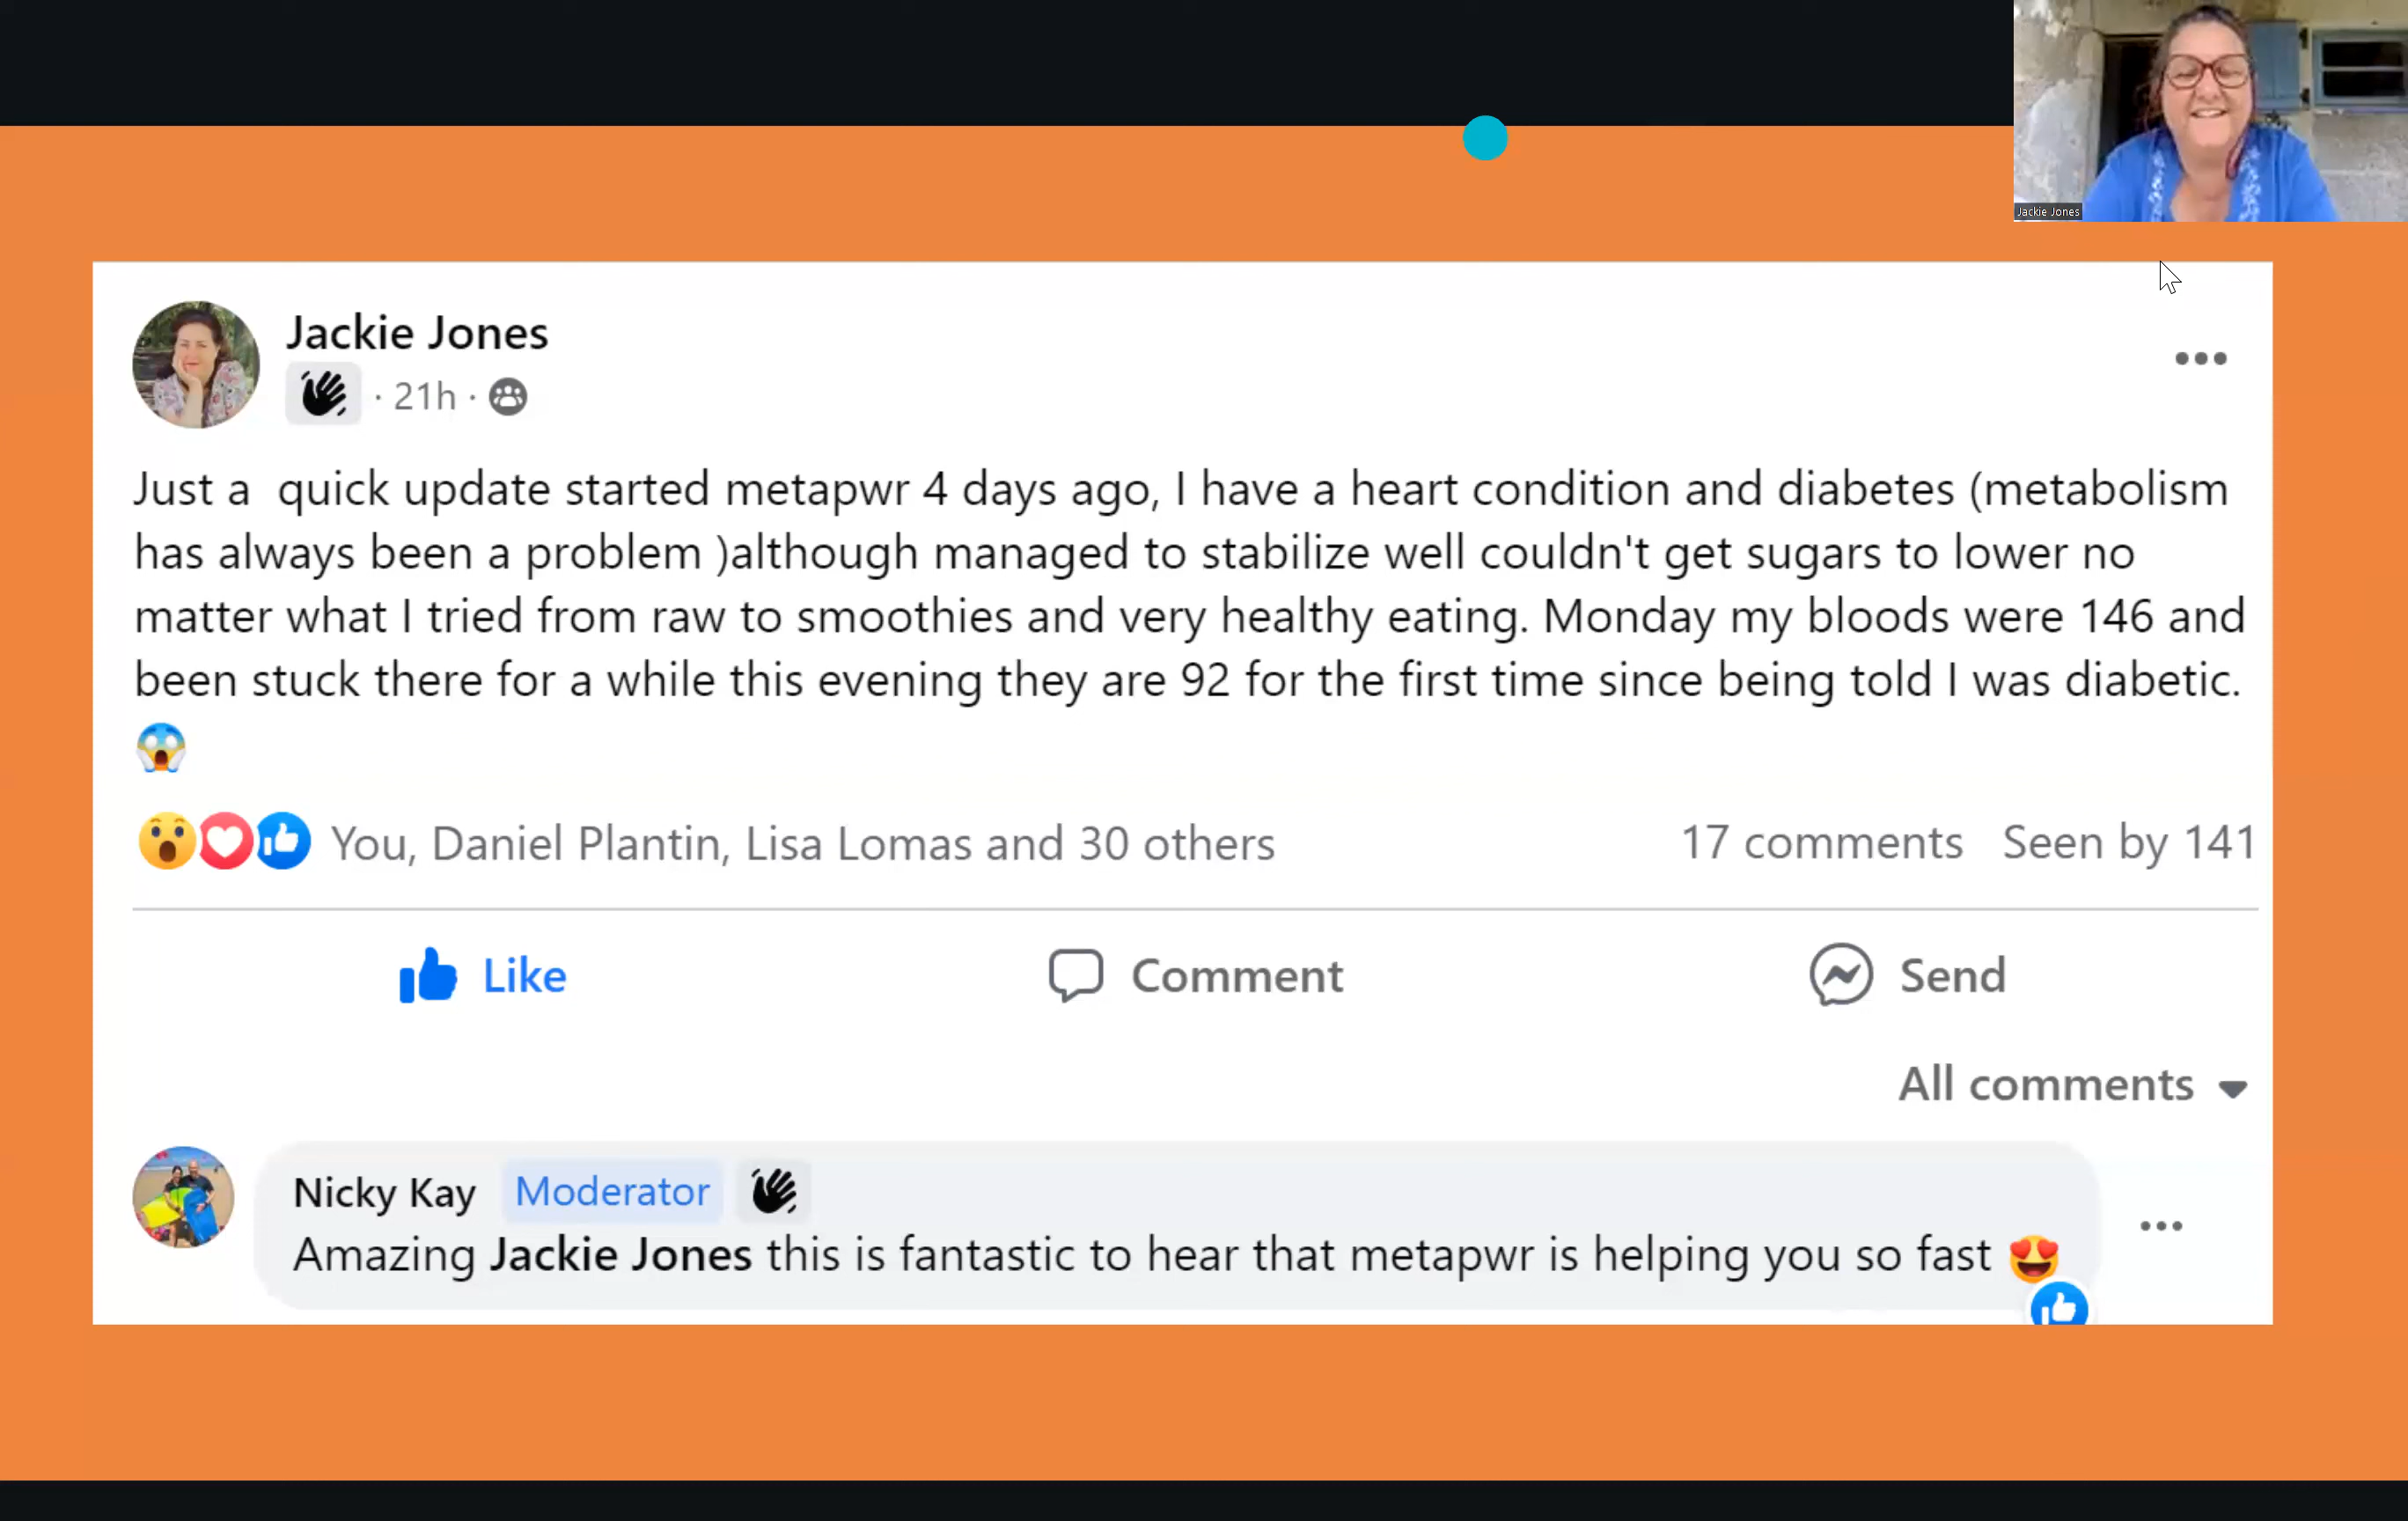 Jackie Jones
Jackie Jones
· 21h ·
Just a quick update started metapwr 4 days ago, I have a heart condition and diabetes (metabolism
has always been a problem )although managed to stabilize well couldn't get sugars to lower no
matter what I tried from raw to smoothies and very healthy eating. Monday my bloods were 146 and
been stuck there for a while this evening they are 92 for the first time since being told I was diabetic.
You, Daniel Plantin, Lisa Lomas and 30 others 17 comments Seen by 141
Like Comment Send
All comments
Nicky Kay Moderator
Amazing Jackie Jones this is fantastic to hear that metapwr is helping you so fast